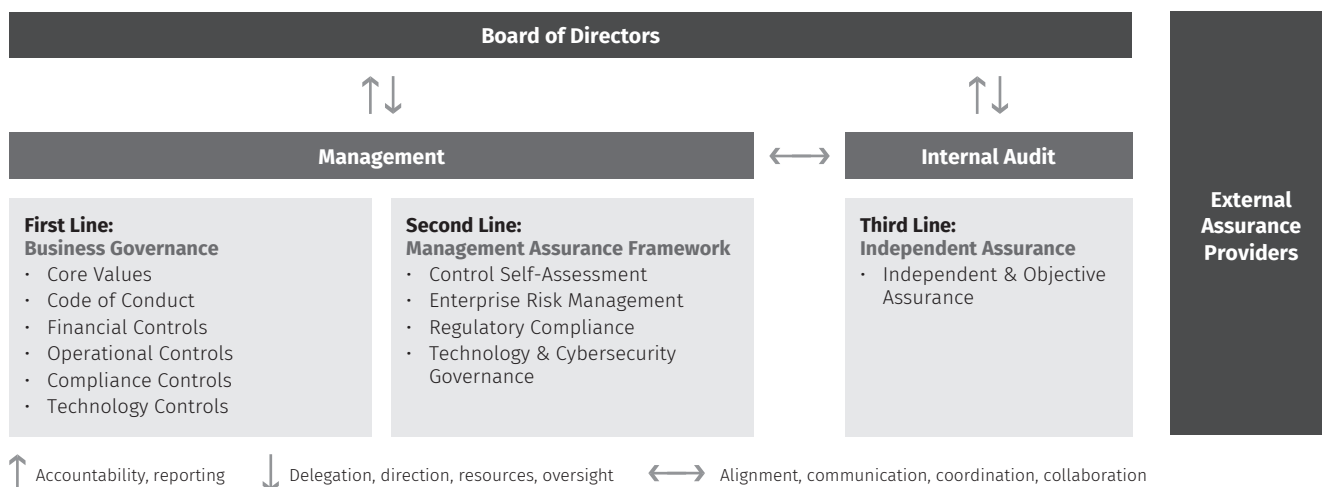 Board of Directors
Management
Internal Audit
First Line:
Business Governance
· Core Values
· Code of Conduct
· Financial Controls
· Operational Controls
· Compliance Controls
· Technology Controls
Second Line:
Management Assurance Framework
· Control Self-Assessment
· Enterprise Risk Management
· Regulatory Compliance
· Technology & Cybersecurity
Governance
Third Line:
Independent Assurance
· Independent & Objective
Assurance
External
Assurance
Providers
Accountability, reporting
Delegation, direction, resources, oversight
Alignment, communication, coordination, collaboration